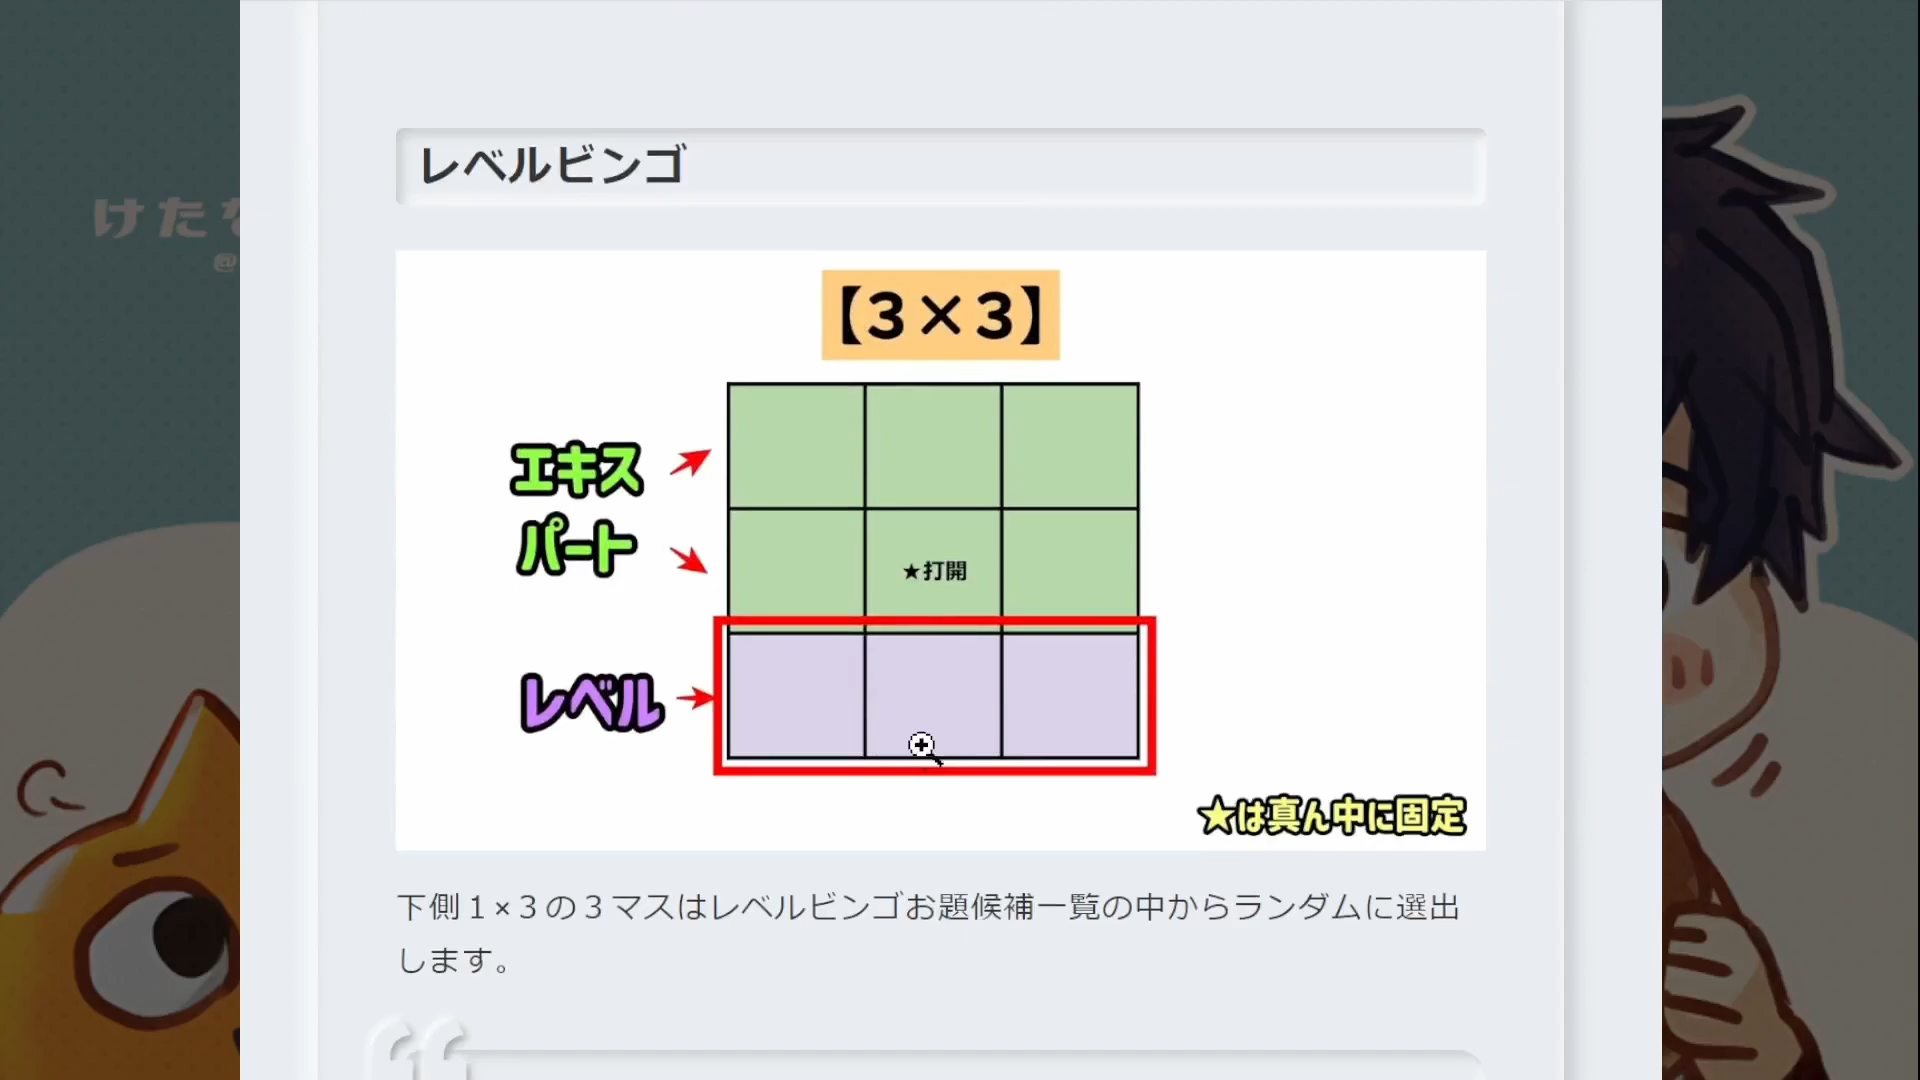 レベルビンゴ
けた
@
【3×3】
エキス
パート
★打開
レベル
★は真ん中に固定
下側1×3の3マスはレベルビンゴお題候補一覧の中からランダムに選出
します。